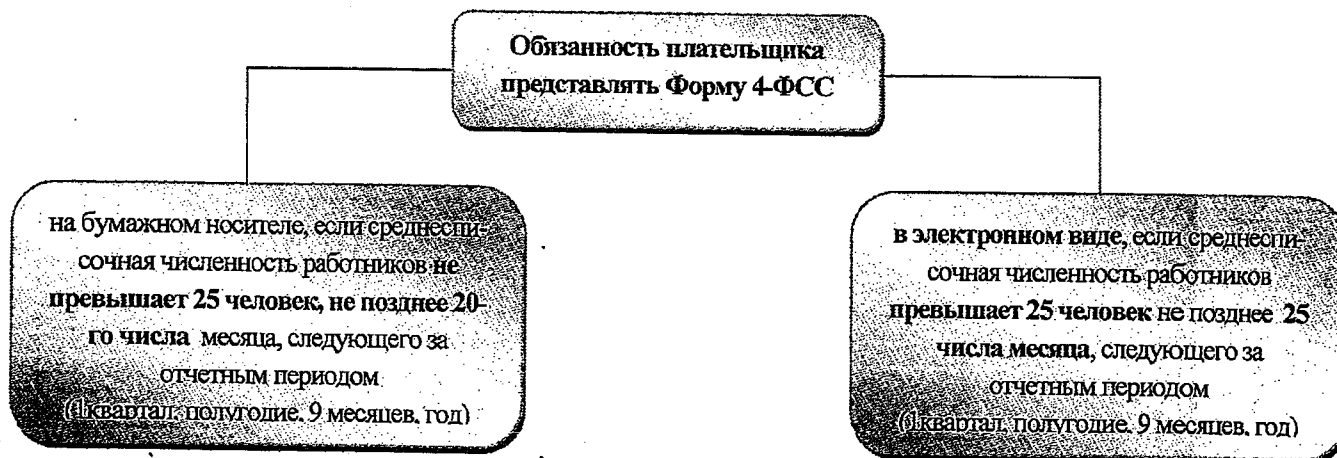 Обязанность плательщика
представлять Форму 4-ФСС
на бумажном носителе, если среднеспи-
сочная численность работников не
превышает 25 человек, не позднее 20-
го числа месяца, следующего за
отчетным периодом
(1квартал, полугодие, 9 месяцев, год)
в электронном виде, если среднеспи-
сочная численность работников
превышает 25 человек не позднее 25
числа месяца, следующего за
отчетным периодом
(1квартал, полугодие, 9 месяцев, год)